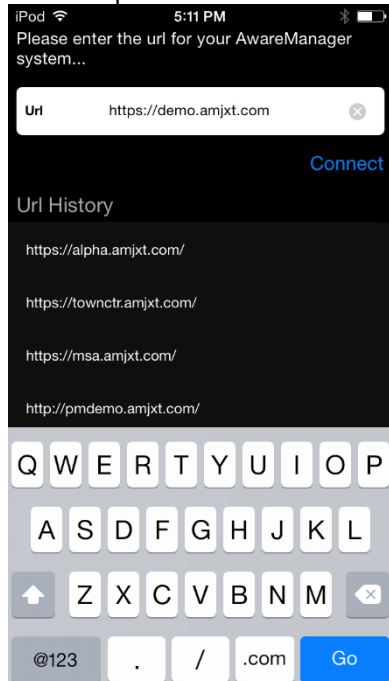 iPod 5:11 PM
Please enter the url for your AwareManager
system...
Url https://demo.amjxt.com
Connect
Url History
https://alpha.amjxt.com/
https://townctr.amjxt.com/
https://msa.amjxt.com/
http://pmdemo.amjxt.com/
Q W E R T Y U I O P
A S D F G H J K L
Z X C V B N M
@123 . / .com Go